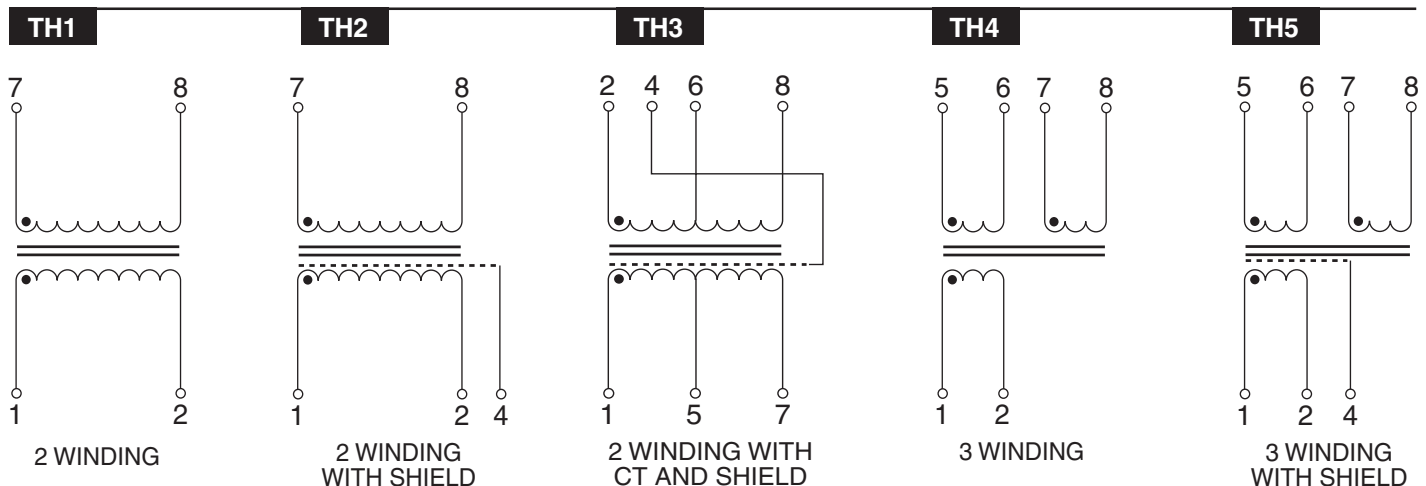 TH1 TH2 TH3 TH4 TH5
7 8 7 8 2 4 6 8 5 6 7 8 5 6 7 8
1 2 1 2 4 1 5 7 1 2 1 2 4
2 WINDING 2 WINDING 2 WINDING WITH 3 WINDING 3 WINDING
WITH SHIELD CT AND SHIELD WITH SHIELD